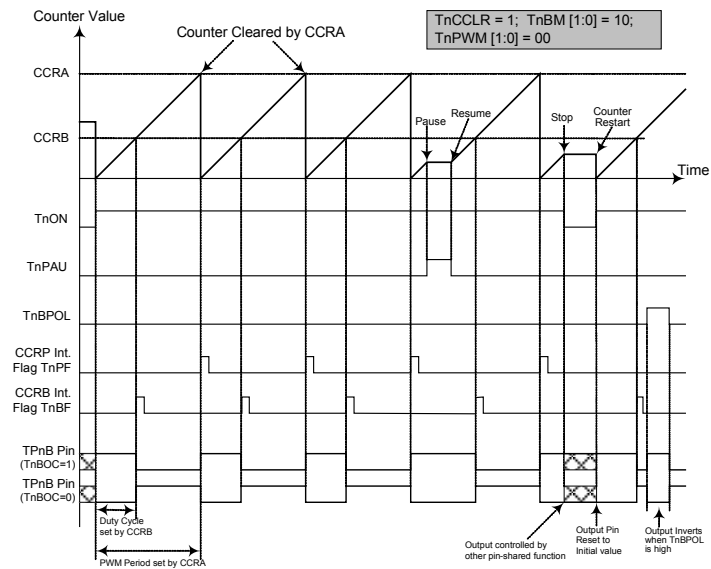 Counter Value
Counter Cleared by CCRA
TnCCLR = 1; TnBM [1:0] = 10;
TnPWM [1:0] = 00
CCRA
CCRB
Pause
Resume
Stop
Counter
Restart
Time
TnON
TnPAU
TnBPOL
CCRP Int.
Flag TnPF
CCRB Int.
Flag TnBF
TPnB Pin
(TnBOC=1)
TPnB Pin
(TnBOC=0)
Duty Cycle
set by CCRB
PWM Period set by CCRA
Output controlled by
other pin-shared function
Output Pin
Reset to
Initial value
Output Inverts
when TnBPOL
is high